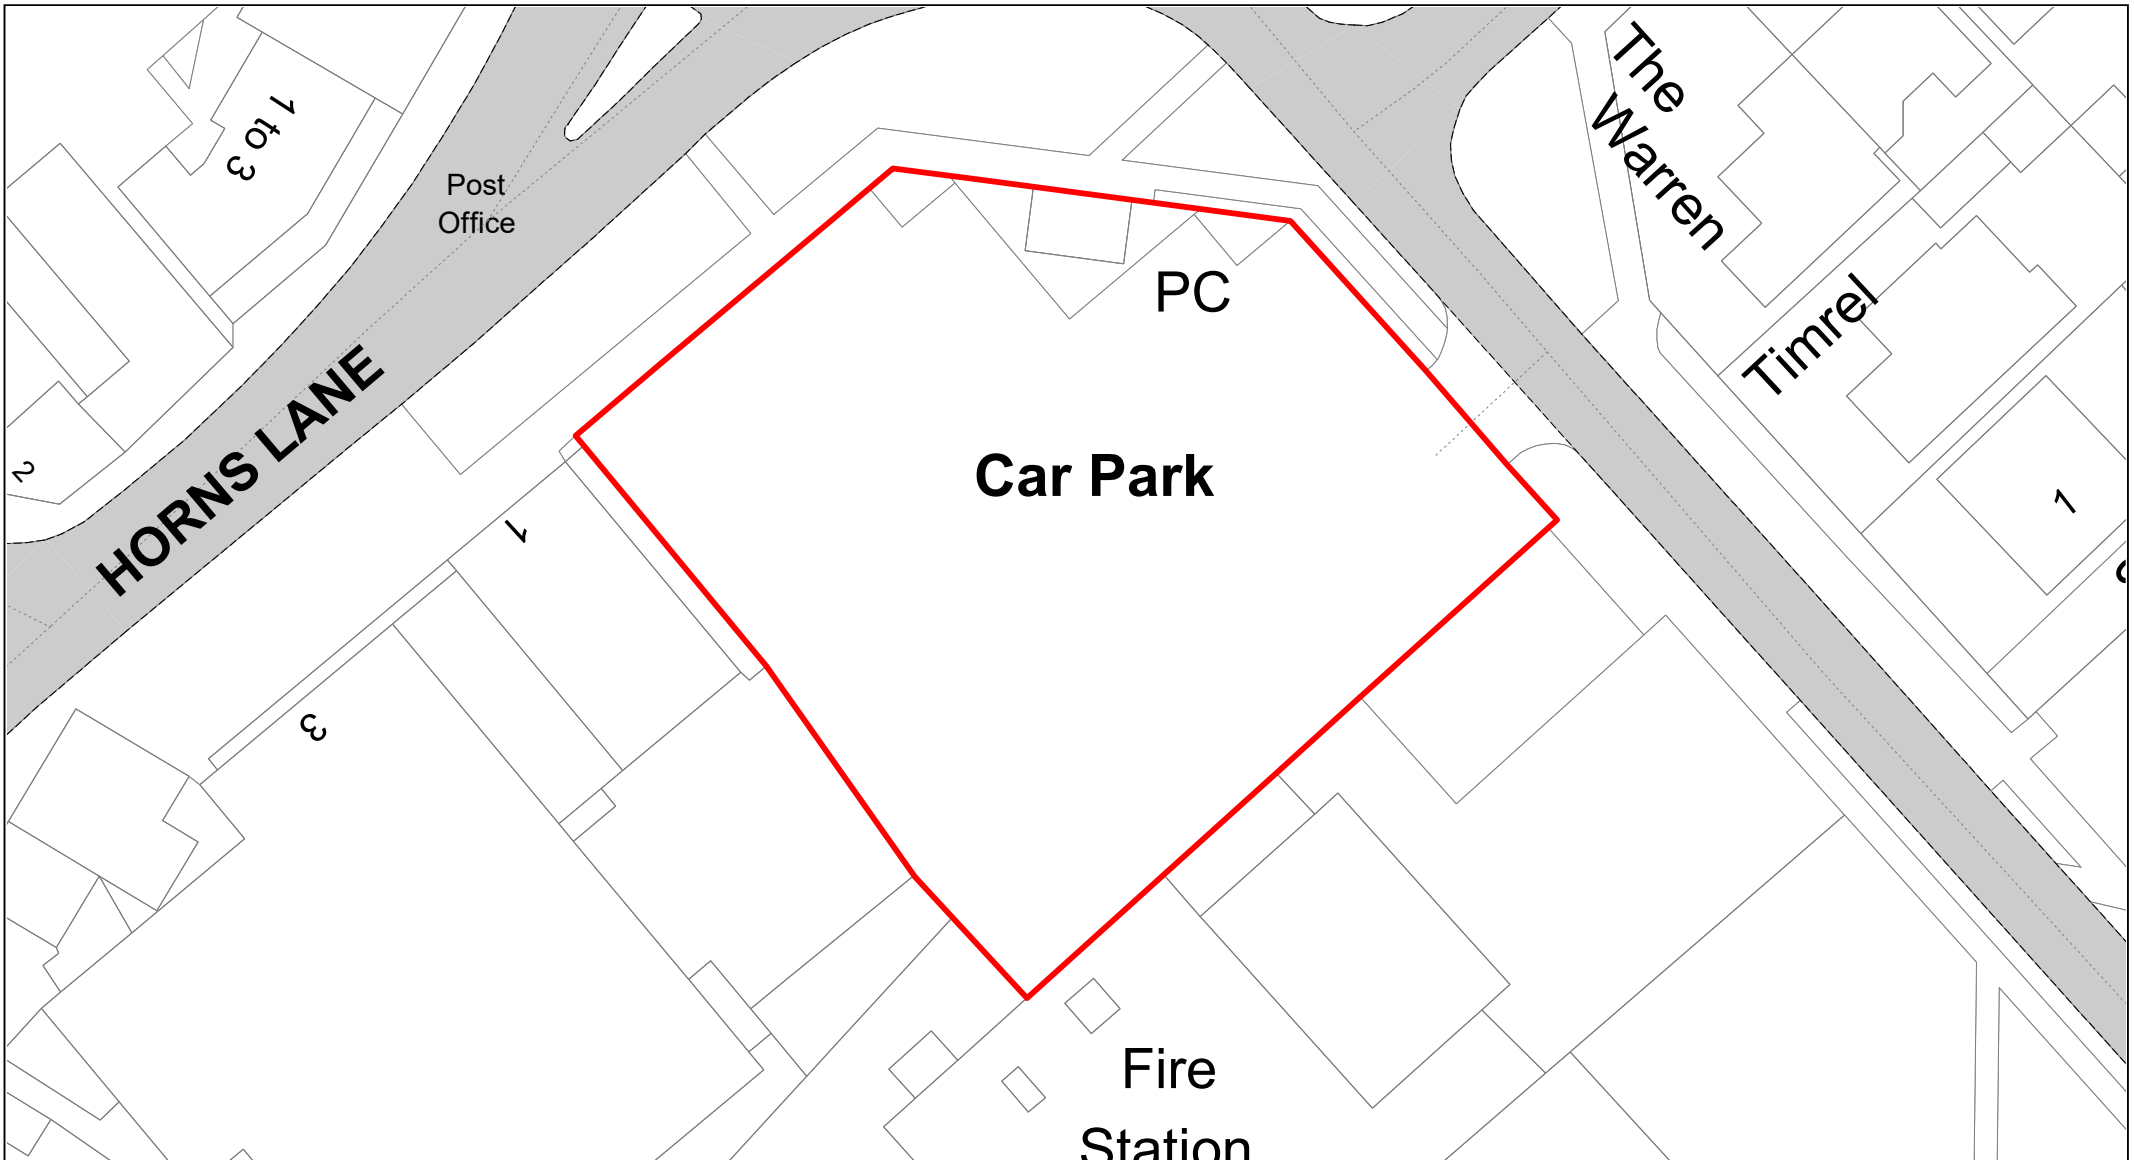 The
Warren
1 to 3
Post
Office
PC
Timrel
HORNS LANE
Car Park
2
1
1
3
Fire
Station